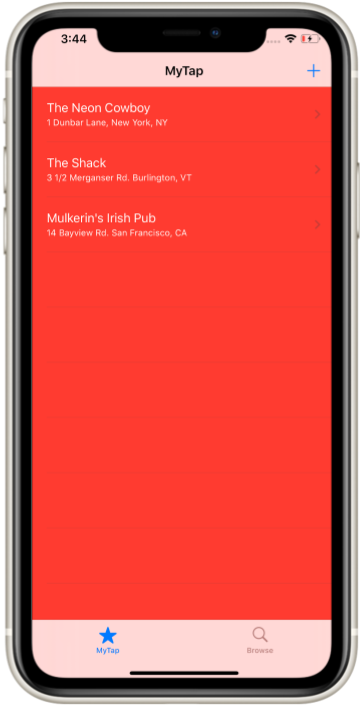 3:44
MyTap
The Neon Cowboy
1 Dunbar Lane, New York, NY
The Shack
3 1/2 Merganser Rd. Burlington, VT
Mulkerin's Irish Pub
14 Bayview Rd. San Francisco, CA
MyTap
Browse